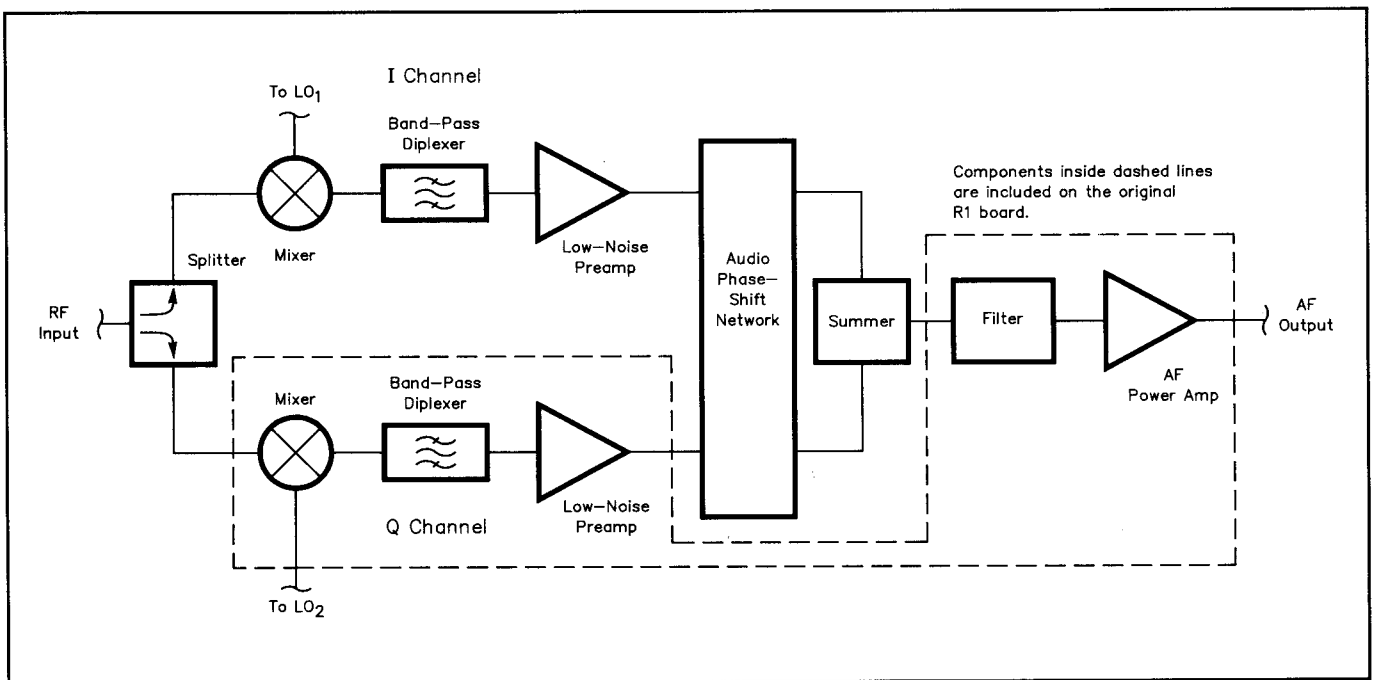 I Channel
To LO1
Band-Pass
Diplexer
Mixer
Low-Noise
Preamp
Splitter
RF
Input
Audio
Phase-
Shift
Network
Summer
Components inside dashed lines
are included on the original
R1 board.
Filter
AF
Power Amp
AF
Output
Mixer
Band-Pass
Diplexer
Low-Noise
Preamp
Q Channel
To LO2